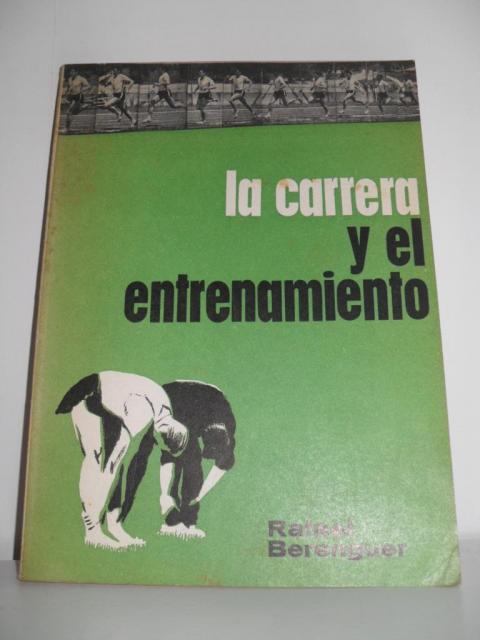 la carrera
y el
entrenamiento
Rafael
Berenguer